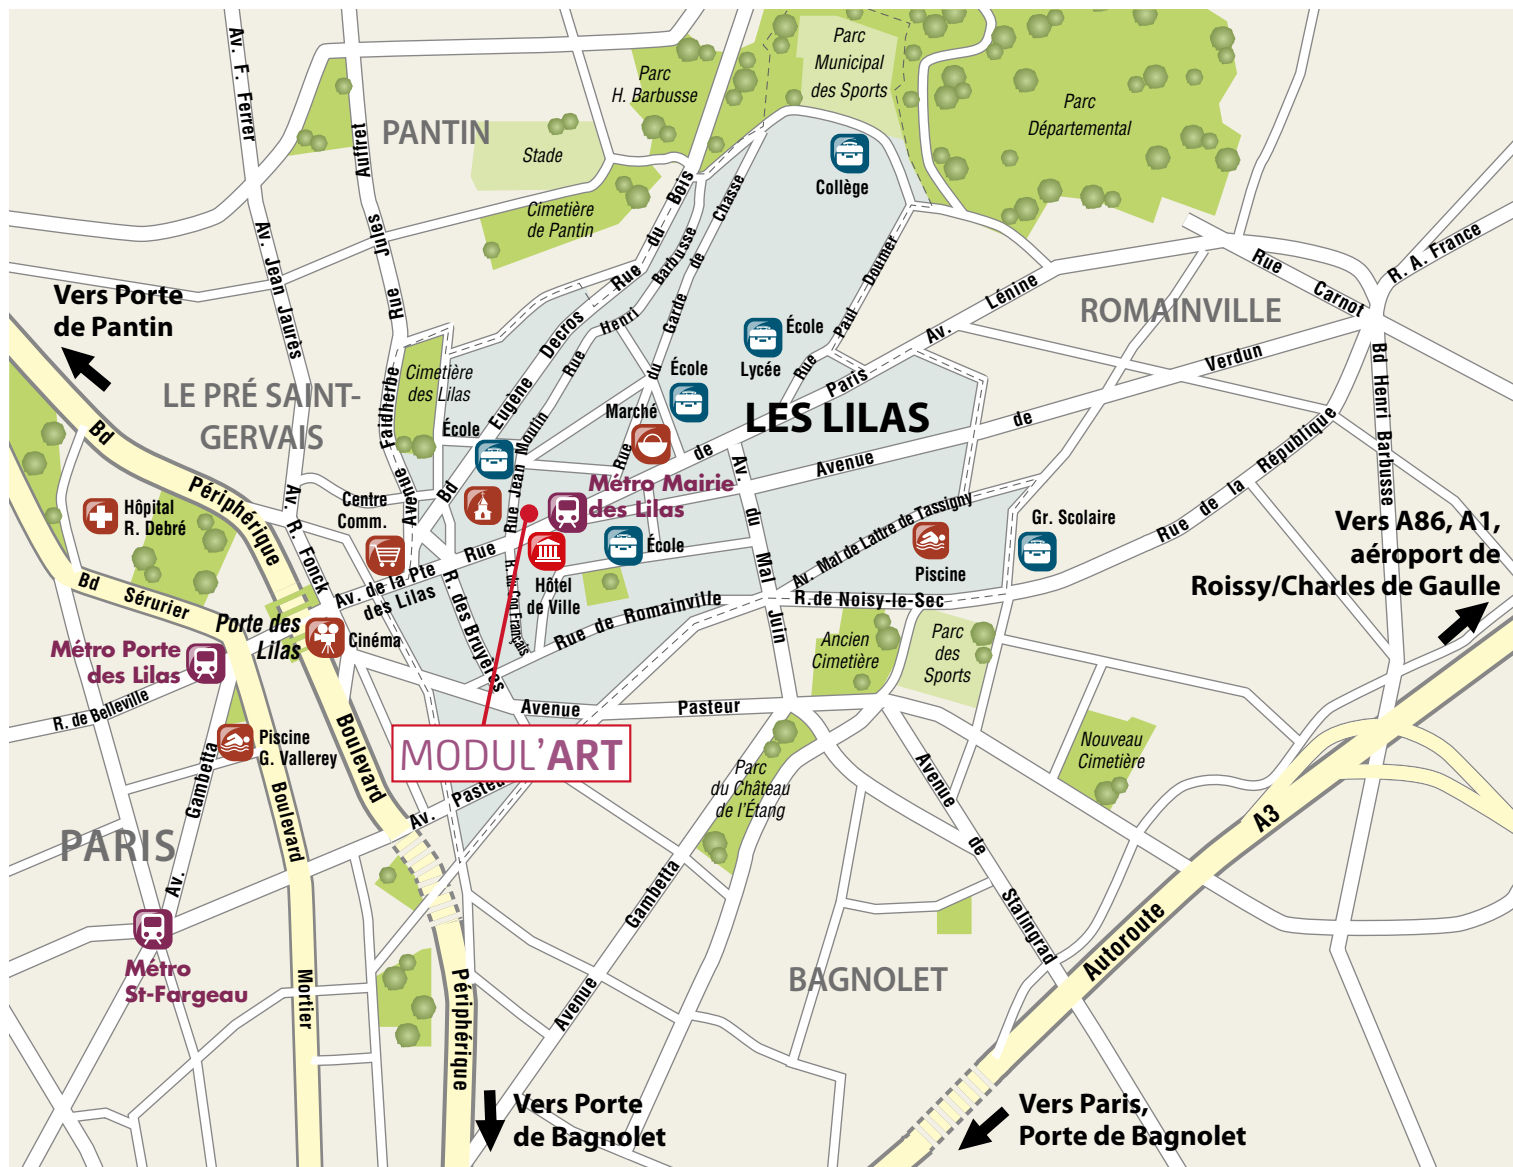 Av. F. Ferrer
PANTIN
Rue Jules Auffret
Stade
Parc
H. Barbusse
Parc
Municipal
des Sports
Parc
Départemental
Collège
Cimetière
de Pantin
Rue du Bois
Rue Henri Barbusse
Rue du Garde de Chasse
Rue Paul Doumer
Av. Jean Jaurès
Vers Porte
de Pantin
LE PRÉ SAINT-
GERVAIS
Cimetière
des Lilas
Avenue Faidherbe
Bd Eugène Decros
École
Rue Jean Moulin
École
Lycée
École
Marché
LES LILAS
Av. Lénine
ROMAINVILLE
Rue Carnot
R. A. France
Rue de Paris
Avenue de Verdun
Bd Henri Barbusse
Rue de la République
Bd Périphérique
Hôpital
R. Debré
Av. R. Fonck
Centre
Comm.
Métro Mairie
des Lilas
École
Hôtel
de Ville
Av. du Mal Juin
Av. Mal de Lattre de Tassigny
Piscine
Gr. Scolaire
Vers A86, A1,
aéroport de
Roissy/Charles de Gaulle
Bd Sérurier
Porte des
Lilas
Av. de la Pte
des Lilas
Cinéma
R. des Bruyères
R. du Coq Français
Rue de Romainville
R.de Noisy-le-Sec
Ancien
Cimetière
Parc
des
Sports
Métro Porte
des Lilas
R. de Belleville
Piscine
G. Vallerey
Avenue Pasteur
MODUL'ART
Av. Pasteur
Parc
du Château
de l'Étang
Nouveau
Cimetière
PARIS
Av. Gambetta
Boulevard Mortier
Boulevard Périphérique
Avenue Gambetta
Avenue de Stalingrad
Autoroute A3
Métro
St-Fargeau
BAGNOLET
Vers Porte
de Bagnolet
Vers Paris,
Porte de Bagnolet